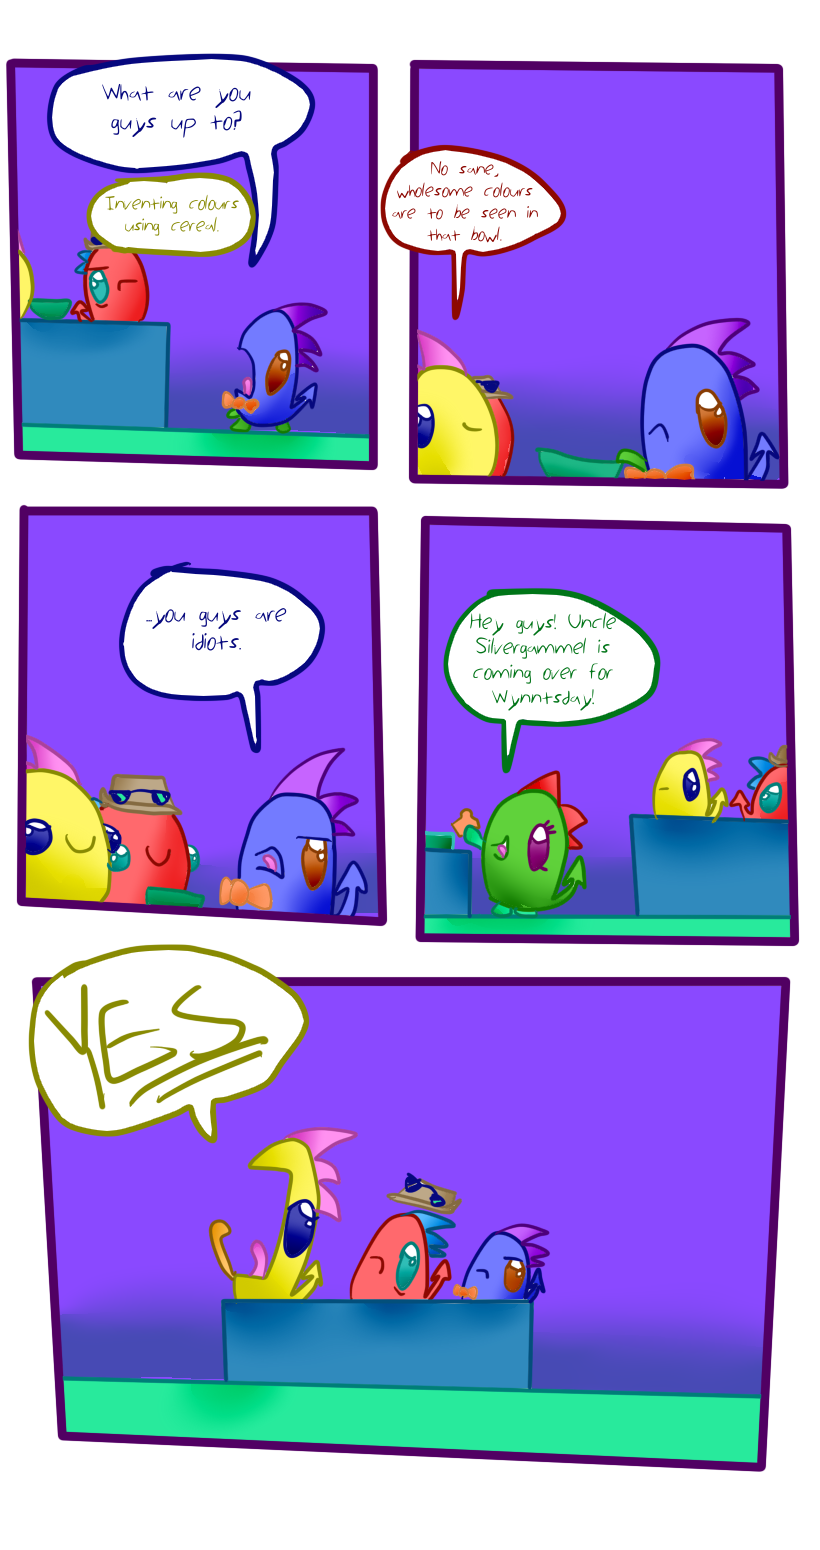 What are you
guys up to?
Inventing colours
using cereal.
No sane,
wholesome colours
are to be seen in
that bowl.
...you guys are
idiots.
Hey guys! Uncle
Silvergammel is
coming over for
Wynntsday!
YES